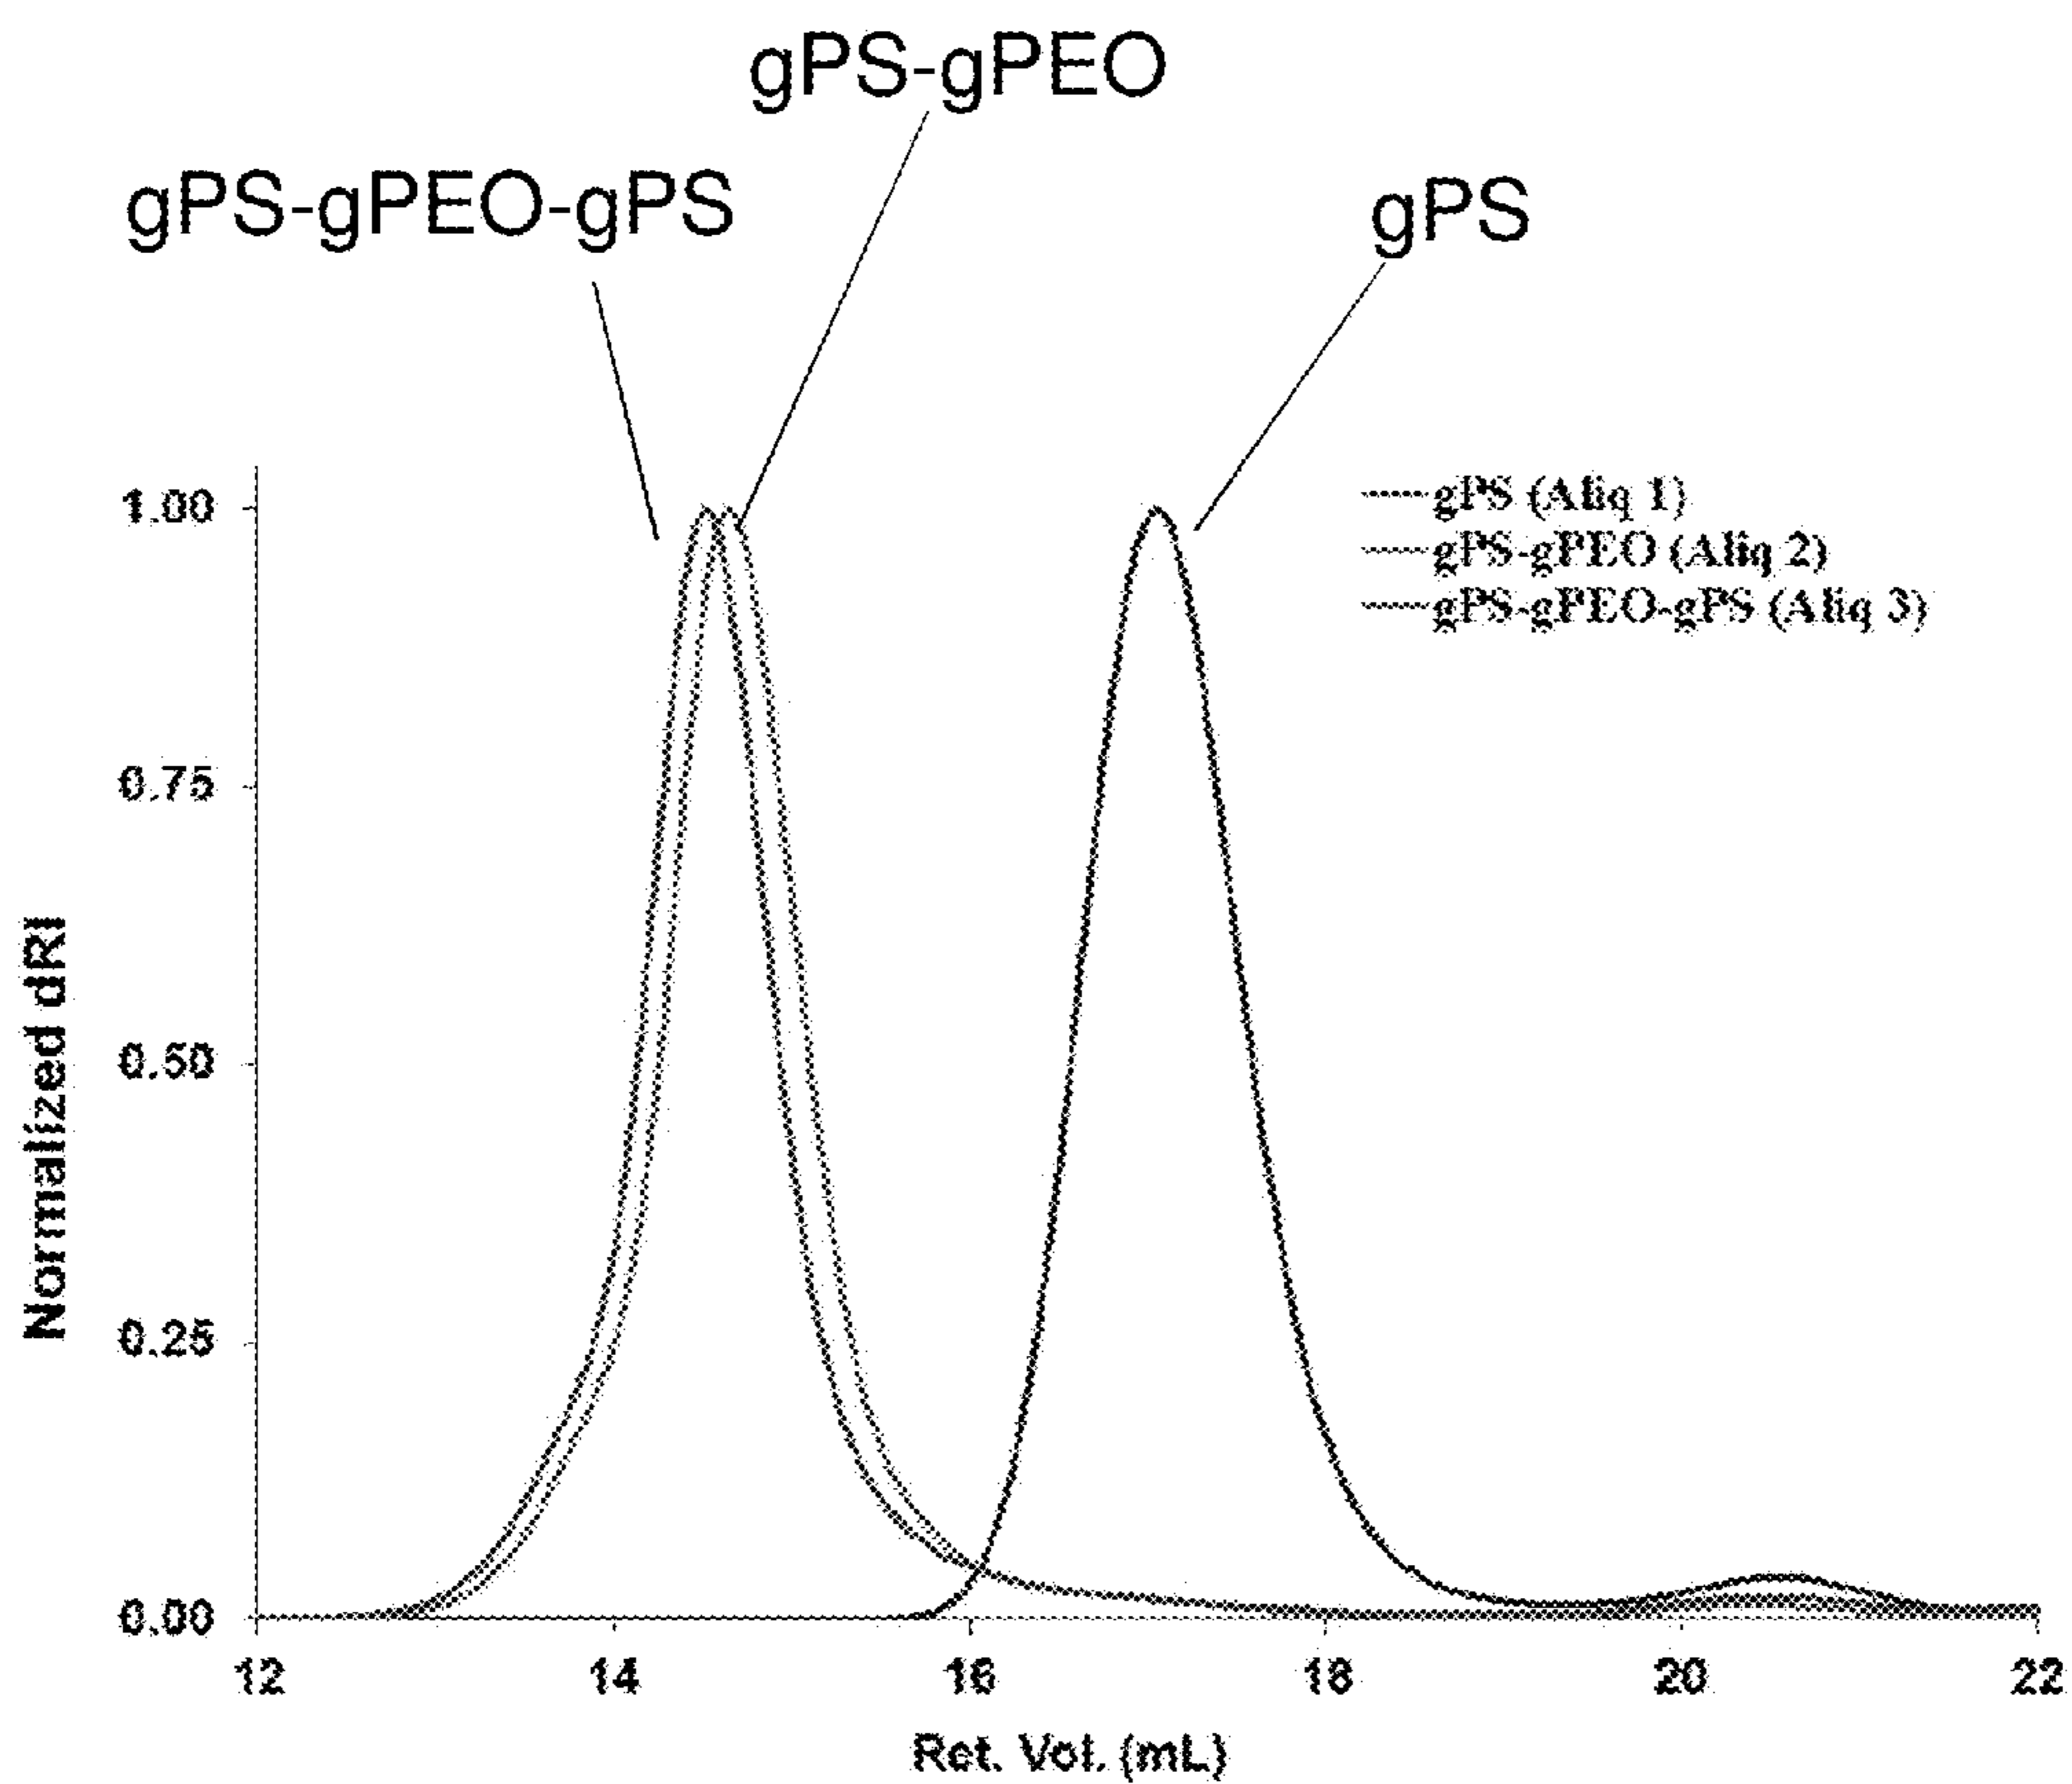 gPS-gPEO
gPS-gPEO-gPS
gPS
gPS (Aliq 1)
gPS-gPEO (Aliq 2)
gPS-gPEO-gPS (Aliq 3)
1.00
0.75
0.50
0.25
0.00
Normalized dRI
12 14 16 18 20 22
Ret. Vol. (mL)